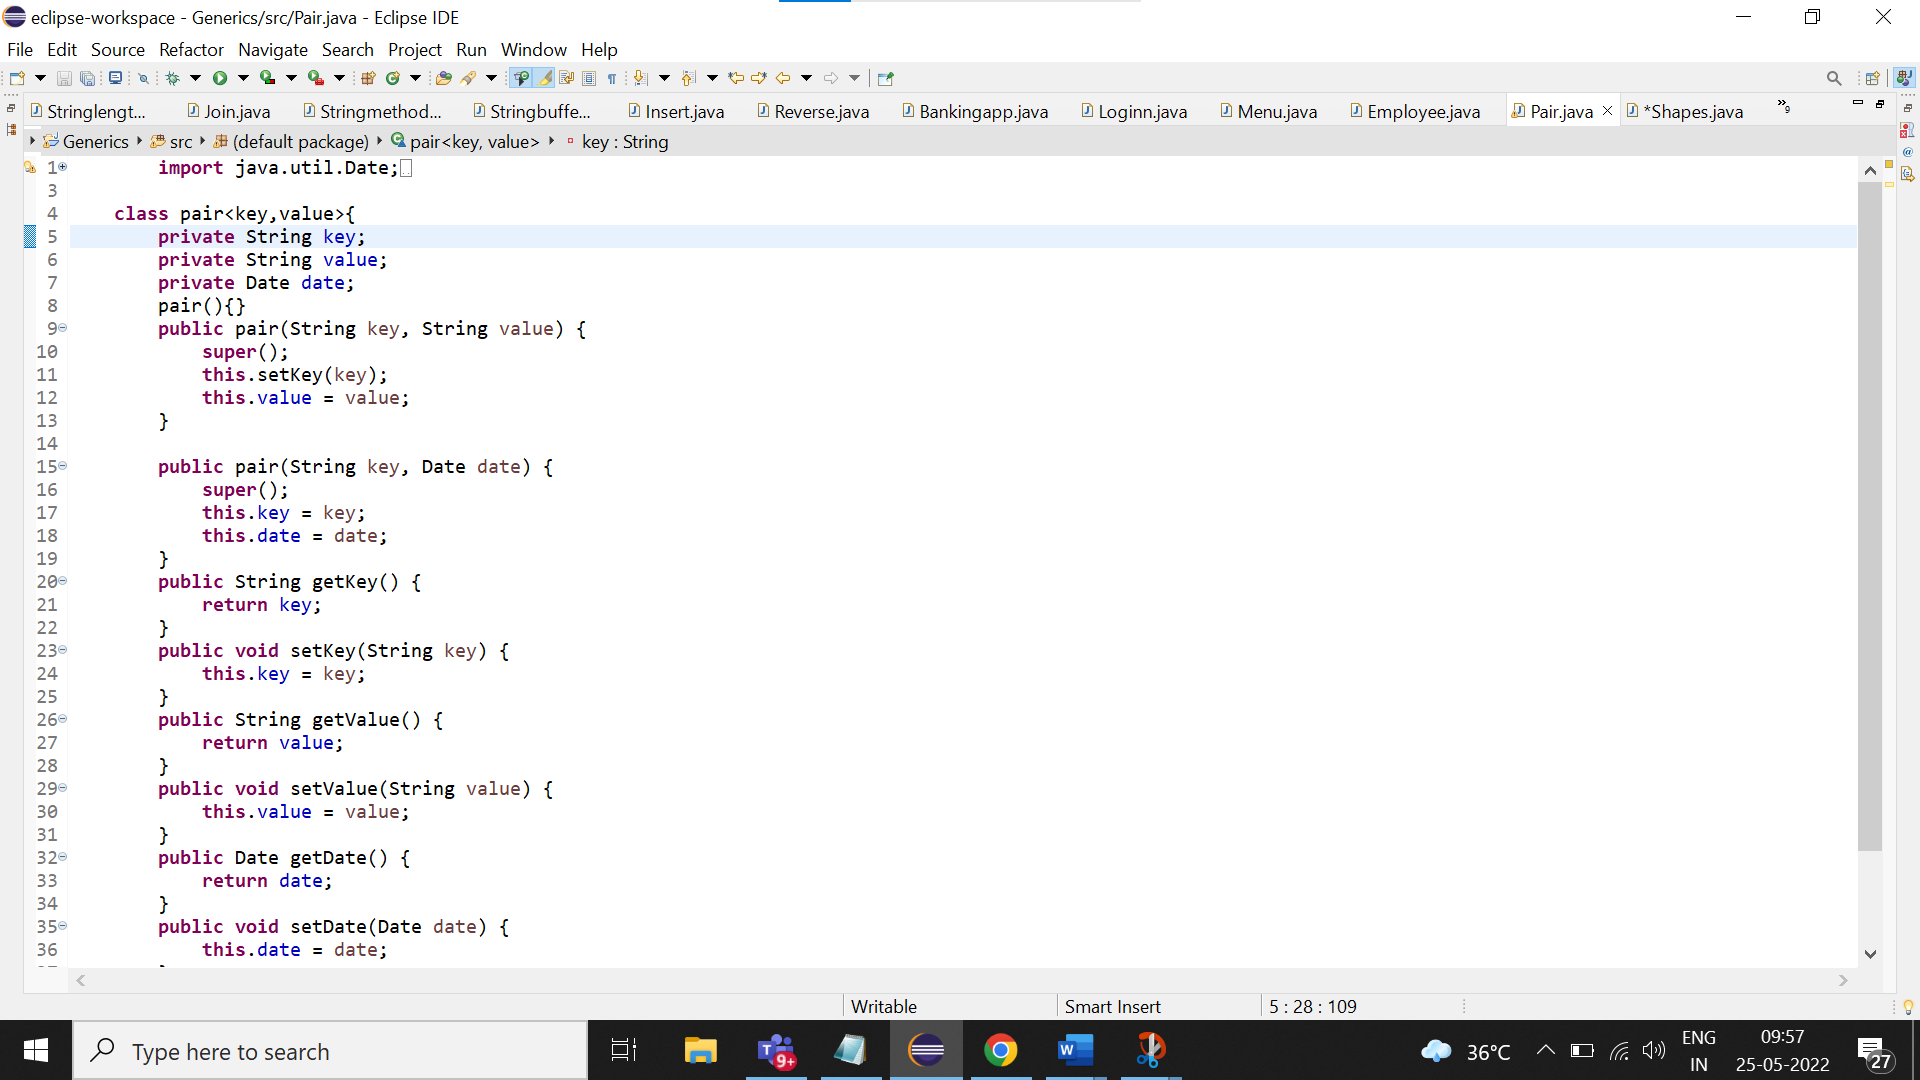 eclipse-workspace - Generics/src/Pair.java - Eclipse IDE
File Edit Source Refactor Navigate Search Project Run Window Help
Stringlengt... Join.java Stringmethod... Stringbuffe... Insert.java Reverse.java Bankingapp.java Loginn.java Menu.java Employee.java Pair.java *Shapes.java »9
Generics src (default package) pair<key, value> key : String
1 import java.util.Date;
3
4 class pair<key,value>{
5 private String key;
6 private String value;
7 private Date date;
8 pair(){}
9 public pair(String key, String value) {
10 super();
11 this.setKey(key);
12 this.value = value;
13 }
14
15 public pair(String key, Date date) {
16 super();
17 this.key = key;
18 this.date = date;
19 }
20 public String getKey() {
21 return key;
22 }
23 public void setKey(String key) {
24 this.key = key;
25 }
26 public String getValue() {
27 return value;
28 }
29 public void setValue(String value) {
30 this.value = value;
31 }
32 public Date getDate() {
33 return date;
34 }
35 public void setDate(Date date) {
36 this.date = date;
Writable Smart Insert 5 : 28 : 109
Type here to search 9+ 36°C ENG IN 09:57 25-05-2022 27